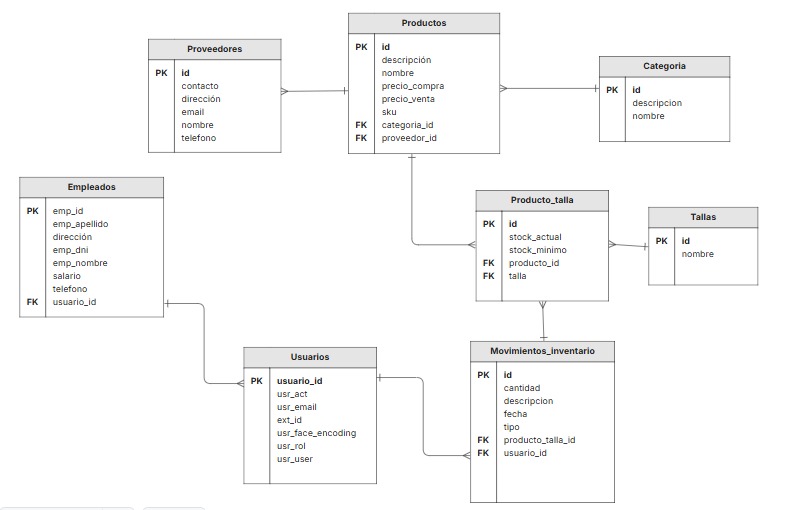 Productos
PK id
descripción
nombre
precio_compra
precio_venta
sku
FK categoria_id
FK proveedor_id
Proveedores
PK id
contacto
dirección
email
nombre
telefono
Categoria
PK id
descripcion
nombre
Empleados
PK emp_id
emp_apellido
dirección
emp_dni
emp_nombre
salario
telefono
FK usuario_id
Producto_talla
PK id
stock_actual
stock_minimo
FK producto_id
FK talla
Tallas
PK id
nombre
Usuarios
PK usuario_id
usr_act
usr_email
ext_id
usr_face_encoding
usr_rol
usr_user
Movimientos_inventario
PK id
cantidad
descripcion
fecha
tipo
FK producto_talla_id
FK usuario_id